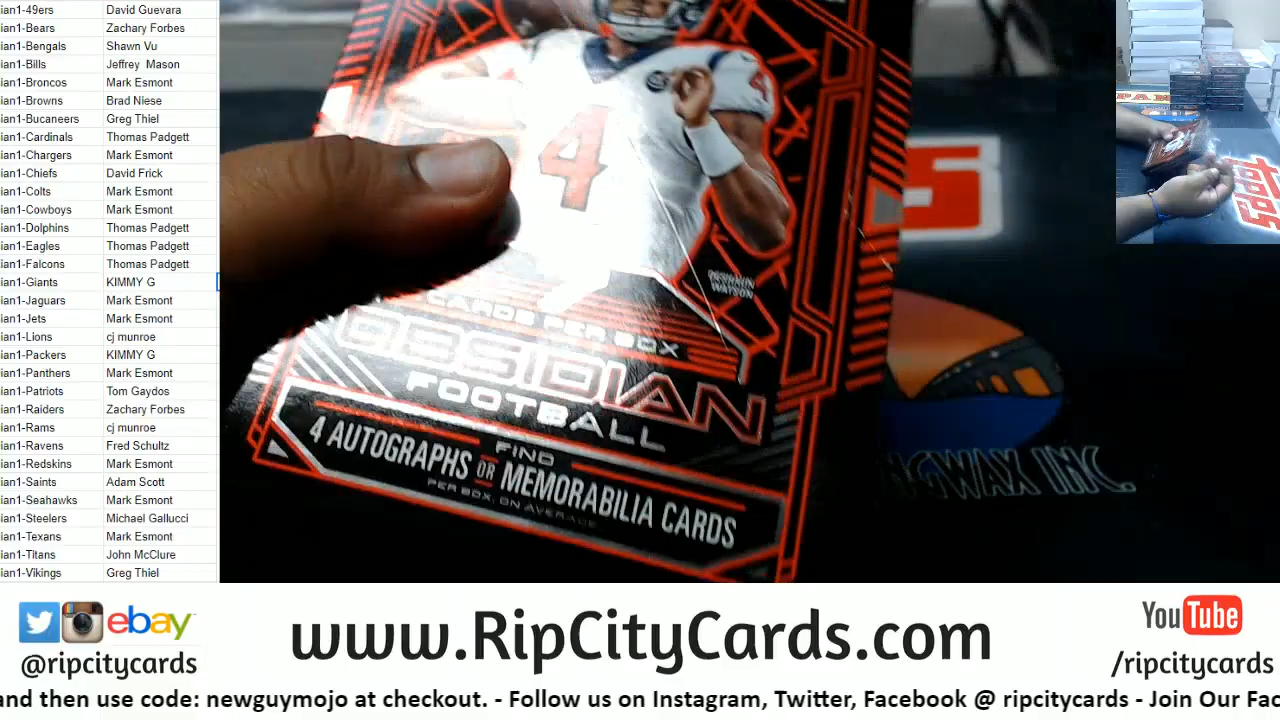 ian1-49ers David Guevara
ian1-Bears Zachary Forbes
ian1-Bengals Shawn Vu
ian1-Bills Jeffrey Mason
ian1-Broncos Mark Esmont
ian1-Browns Brad Niese
ian1-Bucaneers Greg Thiel
ian1-Cardinals Thomas Padgett
ian1-Chargers Mark Esmont
ian1-Chiefs David Frick
ian1-Colts Mark Esmont
ian1-Cowboys Mark Esmont
ian1-Dolphins Thomas Padgett
ian1-Eagles Thomas Padgett
ian1-Falcons Thomas Padgett
ian1-Giants KIMMY G
ian1-Jaguars Mark Esmont
ian1-Jets Mark Esmont
ian1-Lions cj munroe
ian1-Packers KIMMY G
ian1-Panthers Mark Esmont
ian1-Patriots Tom Gaydos
ian1-Raiders Zachary Forbes
ian1-Rams cj munroe
ian1-Ravens Fred Schultz
ian1-Redskins Mark Esmont
ian1-Saints Adam Scott
ian1-Seahawks Mark Esmont
ian1-Steelers Michael Gallucci
ian1-Texans Mark Esmont
ian1-Titans John McClure
ian1-Vikings Greg Thiel
4
4
DESHAUN
WATSON
CARDS PER BOX
OBSIDIAN
FOOTBALL
FIND
4 AUTOGRAPHS OR MEMORABILIA CARDS
PER BOX, ON AVERAGE
S
NGWAX INC.
topps
ebay
@ripcitycards
www.RipCityCards.com
YouTube
/ripcitycards
and then use code: newguymojo at checkout. - Follow us on Instagram, Twitter, Facebook @ ripcitycards - Join Our Fac